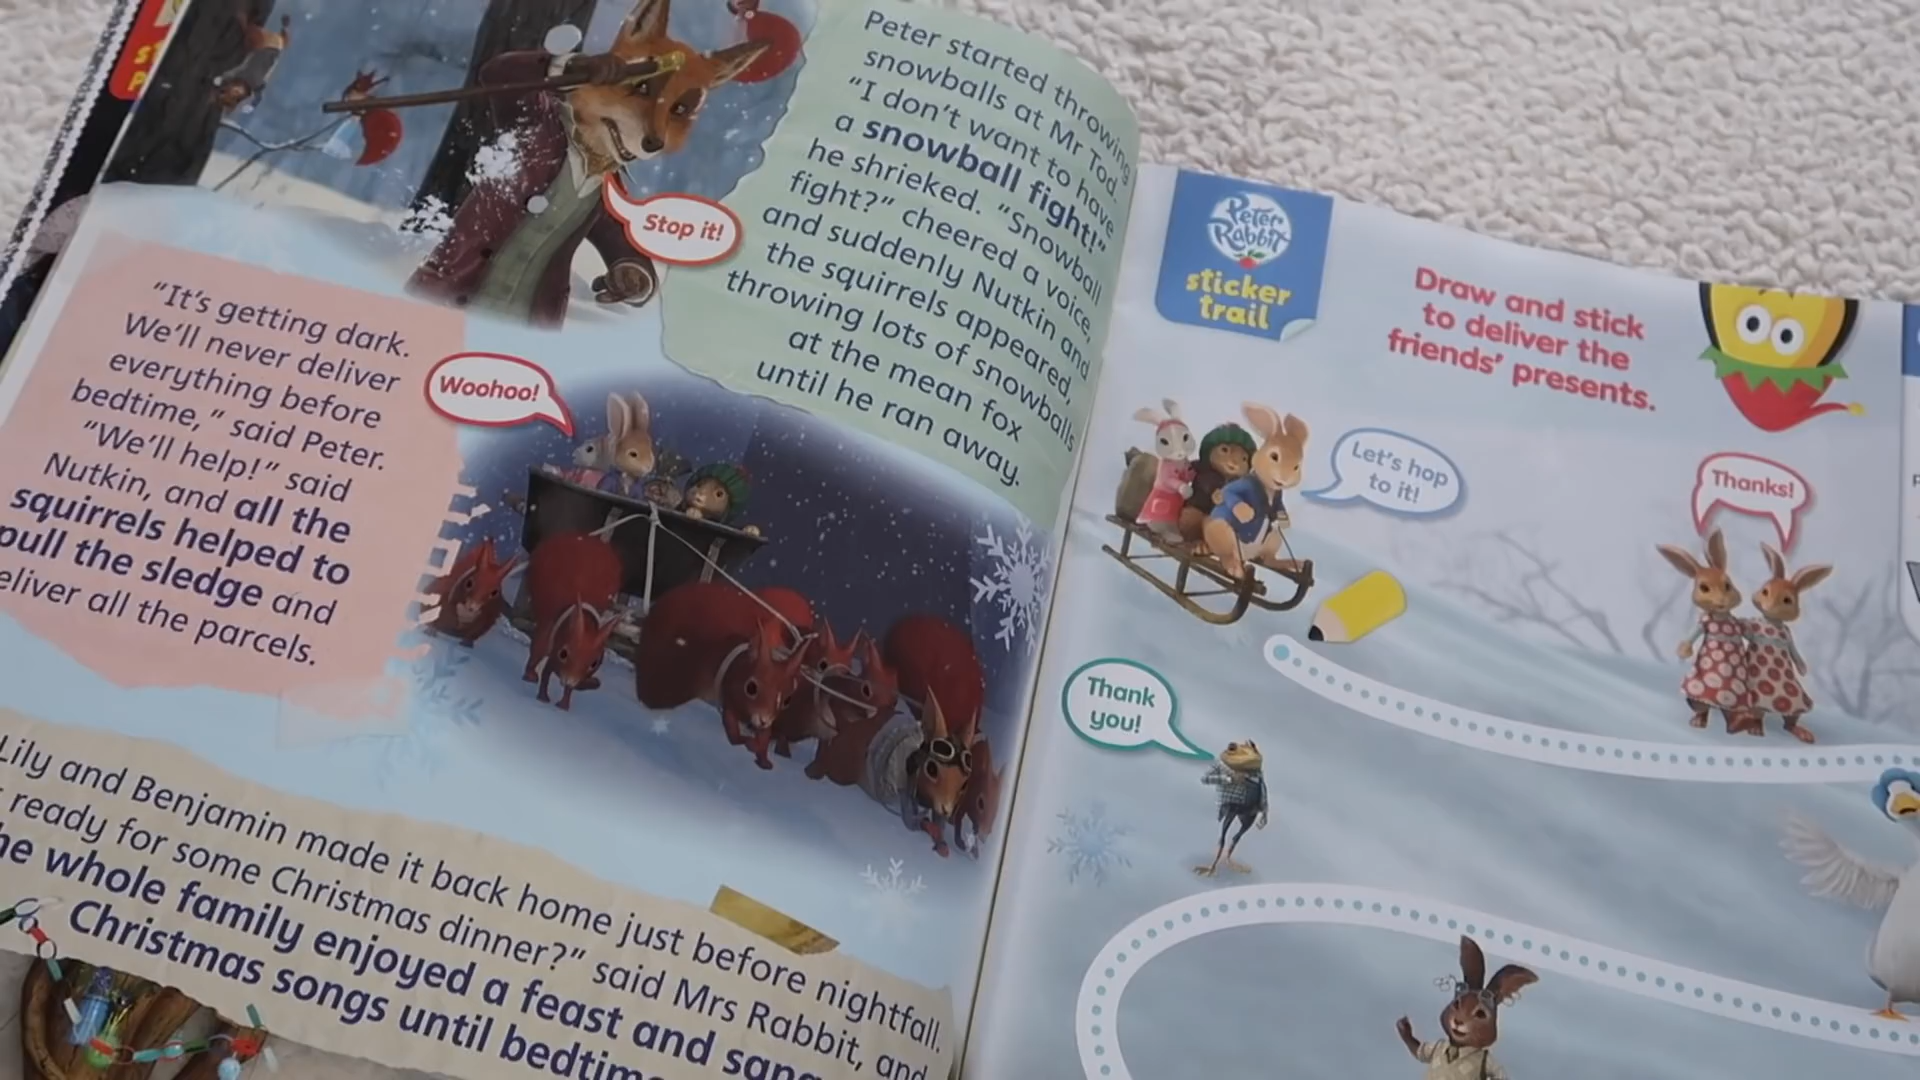 Peter started throwing
snowballs at Mr Tod.
"I don't want to have
a snowball fight!"
he shrieked. "Snowball
fight?" cheered a voice,
and suddenly Nutkin and
the squirrels appeared,
throwing lots of snowballs
at the mean fox
until he ran away.
Stop it!
"It's getting dark.
We'll never deliver
everything before
bedtime," said Peter.
"We'll help!" said
Nutkin, and all the
squirrels helped to
pull the sledge and
eliver all the parcels.
Woohoo!
Lily and Benjamin made it back home just before nightfall.
ready for some Christmas dinner?" said Mrs Rabbit, and
he whole family enjoyed a feast and sang
Christmas songs until bedtime
Peter
Rabbit
sticker
trail
Draw and stick
to deliver the
friends' presents.
Let's hop
to it!
Thanks!
Thank
you!